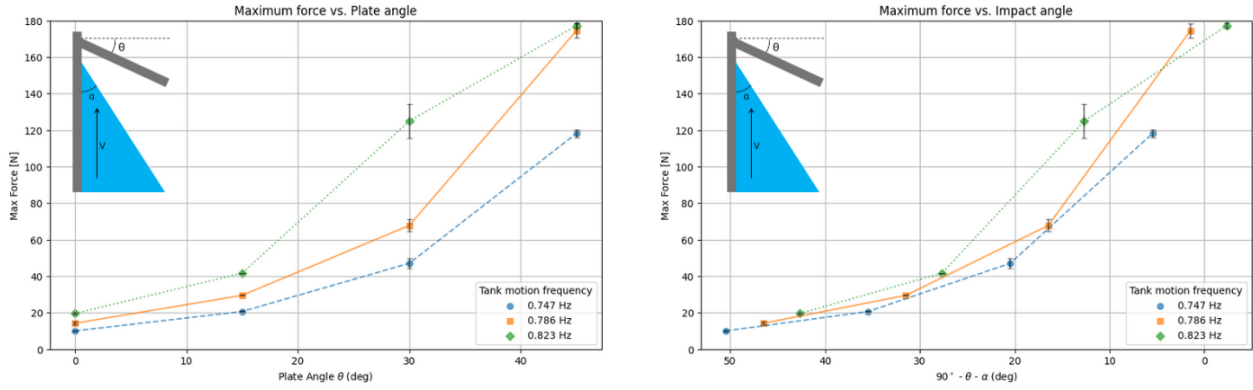 Maximum force vs. Plate angle
Max Force [N]
180
160
140
120
100
80
60
40
20
0
θ
α
V
Tank motion frequency
0.747 Hz
0.786 Hz
0.823 Hz
0
10
20
30
40
Plate Angle θ (deg)
Maximum force vs. Impact angle
Max Force [N]
180
160
140
120
100
80
60
40
20
0
θ
α
V
Tank motion frequency
0.747 Hz
0.786 Hz
0.823 Hz
50
40
30
20
10
0
90° - θ - α (deg)